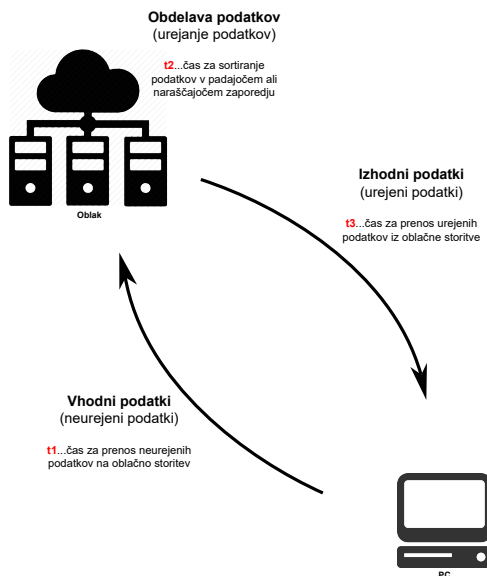 Obdelava podatkov
(urejanje podatkov)
t2...čas za sortiranje
podatkov v padajočem ali
naraščajočem zaporedju
Oblak
Izhodni podatki
(urejeni podatki)
t3...čas za prenos urejenih
podatkov iz oblačne storitve
Vhodni podatki
(neurejeni podatki)
t1...čas za prenos neurejenih
podatkov na oblačno storitev
PC